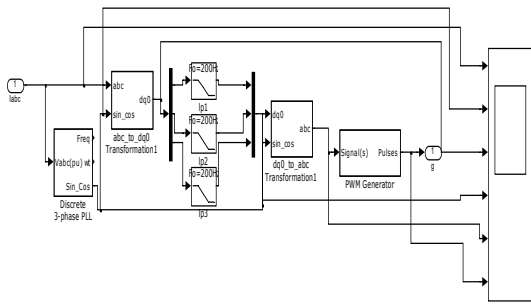 1
Iabc
abc
sin_cos
dq0
abc_to_dq0
Transformation1
Freq
Vabc(pu) wt
Sin_Cos
Discrete
3-phase PLL
Fo=200Hz
lp1
Fo=200Hz
lp2
Fo=200Hz
lp3
dq0
sin_cos
abc
dq0_to_abc
Transformation1
Signal(s) Pulses
PWM Generator
1
g